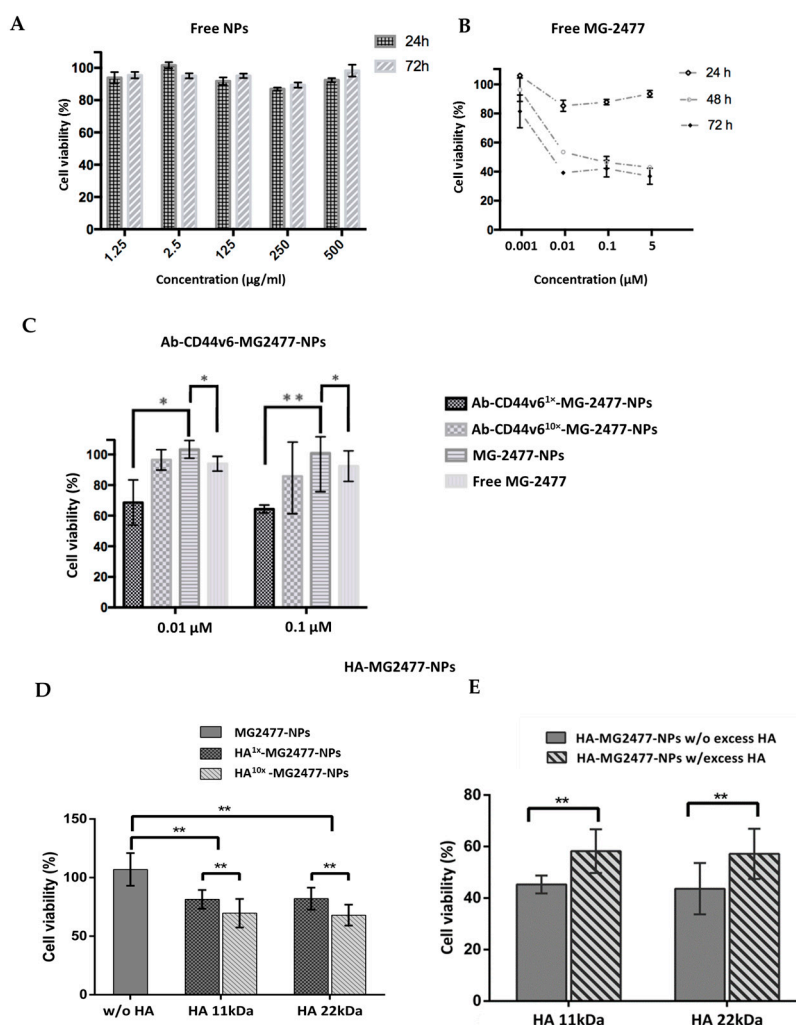 A
Free NPs
24h
72h
Cell viability (%)
120
100
80
60
40
20
0
1.25
2.5
125
250
500
Concentration (µg/ml)
B
Free MG-2477
24 h
48 h
72 h
Cell viability (%)
100
80
60
40
20
0
0.001
0.01
0.1
5
Concentration (µM)
C
Ab-CD44v6-MG2477-NPs
*
*
**
*
Ab-CD44v6¹ˣ-MG-2477-NPs
Ab-CD44v6¹⁰ˣ-MG-2477-NPs
MG-2477-NPs
Free MG-2477
Cell viability (%)
100
80
60
40
20
0
0.01 µM
0.1 µM
HA-MG2477-NPs
D
MG2477-NPs
HA¹ˣ-MG2477-NPs
HA¹⁰ˣ -MG2477-NPs
**
**
**
**
Cell viability (%)
150
100
50
0
w/o HA
HA 11kDa
HA 22kDa
E
HA-MG2477-NPs w/o excess HA
HA-MG2477-NPs w/excess HA
**
**
Cell viability (%)
80
60
40
20
0
HA 11kDa
HA 22kDa